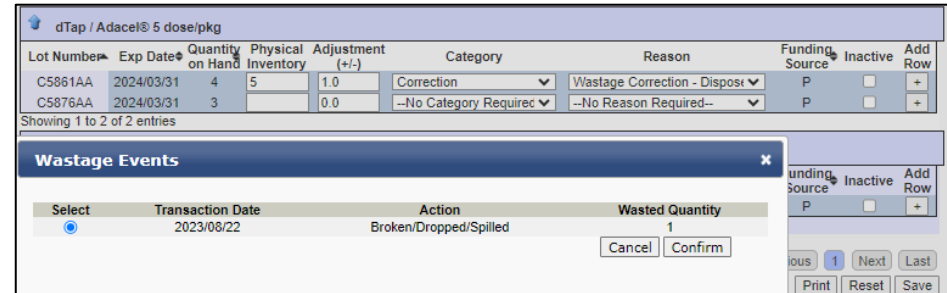 dTap / Adacel® 5 dose/pkg
Lot Number Exp Date Quantity on Hand Physical Inventory Adjustment (+/-) Category Reason Funding Source Inactive Add Row
C5861AA 2024/03/31 4 5 1.0 Correction Wastage Correction - Dispose P +
C5876AA 2024/03/31 3 0.0 --No Category Required --No Reason Required-- P +
Showing 1 to 2 of 2 entries
Wastage Events ×
unding Source Inactive Add Row
P +
Select Transaction Date Action Wasted Quantity
2023/08/22 Broken/Dropped/Spilled 1
Cancel Confirm
ious 1 Next Last
Print Reset Save